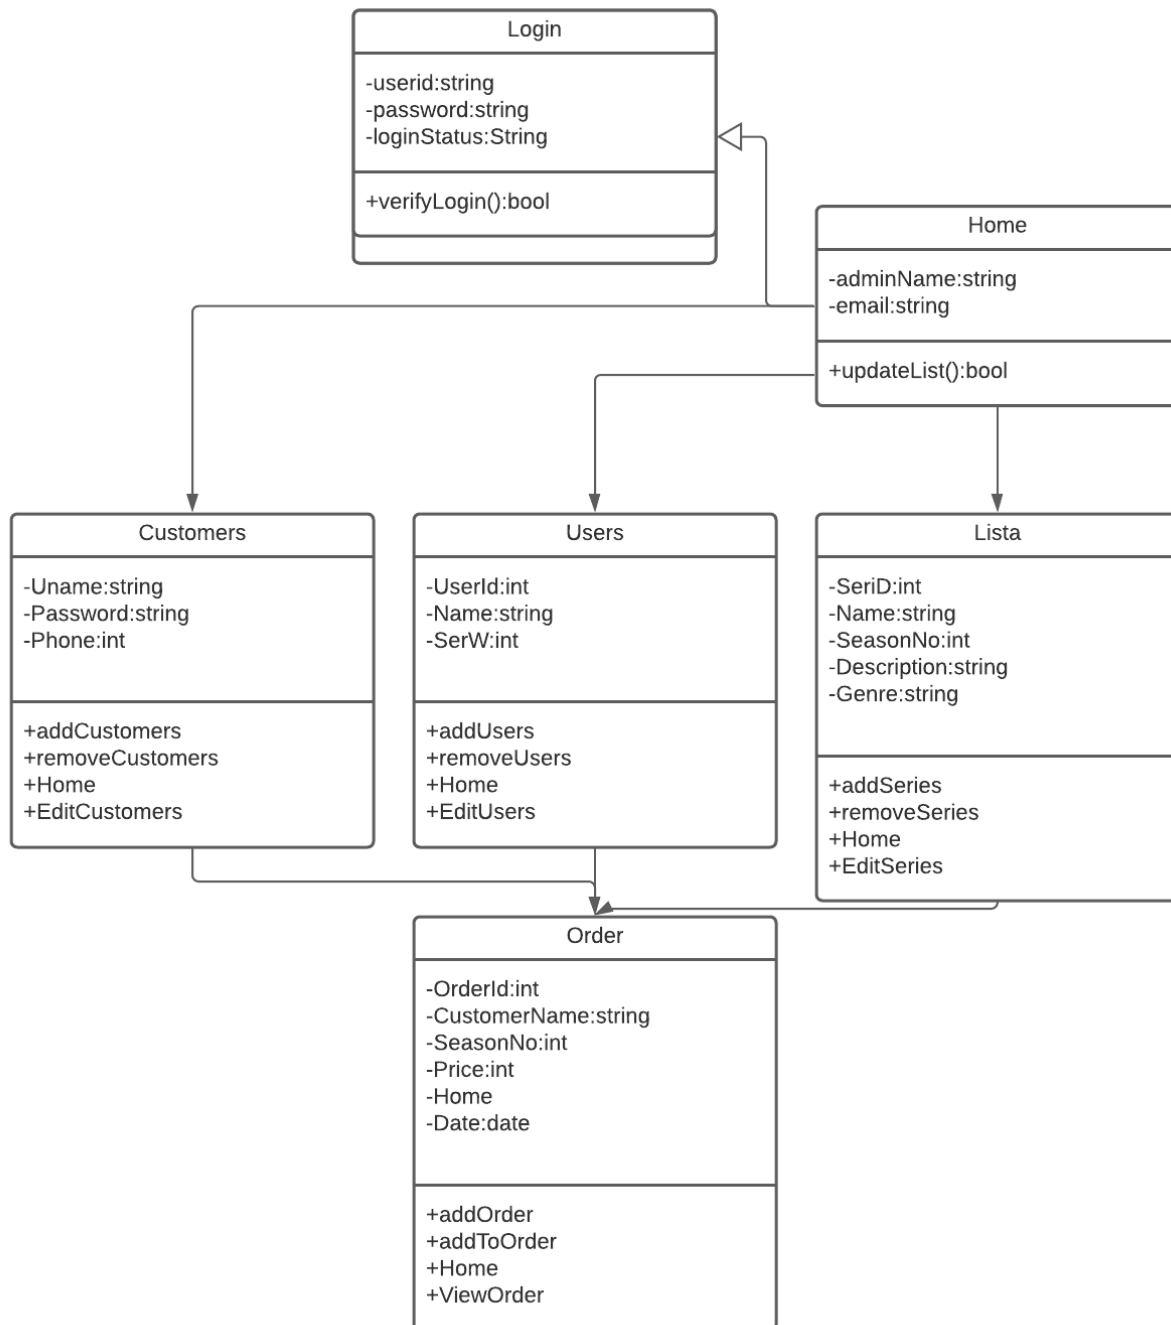 Login
-userid:string
-password:string
-loginStatus:String
+verifyLogin():bool
Home
-adminName:string
-email:string
+updateList():bool
Customers
-Uname:string
-Password:string
-Phone:int
+addCustomers
+removeCustomers
+Home
+EditCustomers
Users
-UserId:int
-Name:string
-SerW:int
+addUsers
+removeUsers
+Home
+EditUsers
Lista
-SeriD:int
-Name:string
-SeasonNo:int
-Description:string
-Genre:string
+addSeries
+removeSeries
+Home
+EditSeries
Order
-OrderId:int
-CustomerName:string
-SeasonNo:int
-Price:int
-Home
-Date:date
+addOrder
+addToOrder
+Home
+ViewOrder